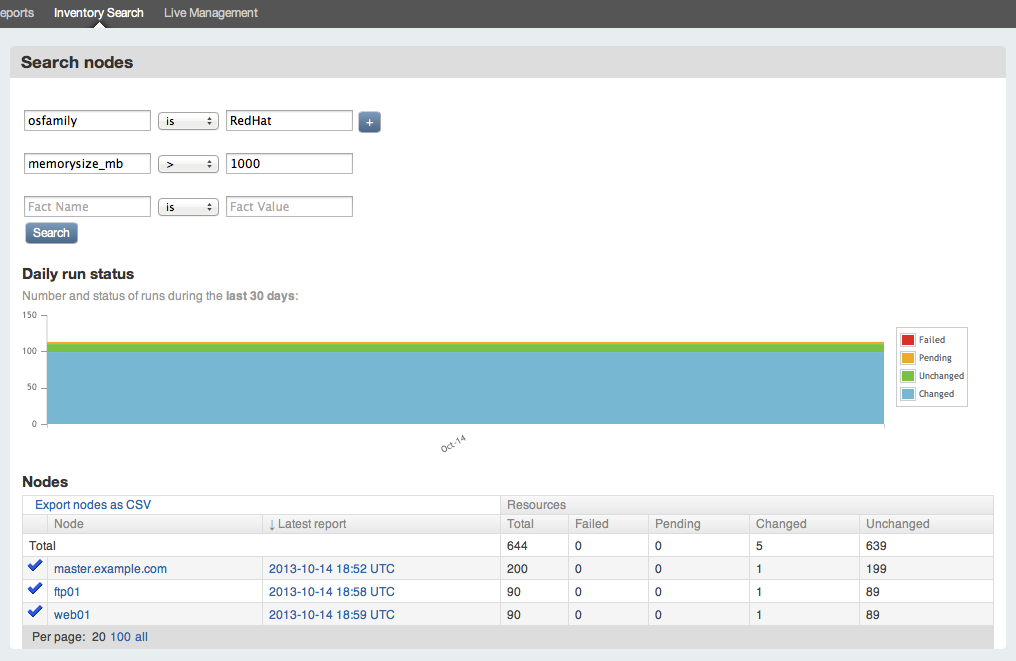 eports Inventory Search Live Management
Search nodes
osfamily is RedHat +
memorysize_mb > 1000
Fact Name is Fact Value
Search
Daily run status
Number and status of runs during the last 30 days:
150
100
50
0
Oct-14
Failed
Pending
Unchanged
Changed
Nodes
Export nodes as CSV Resources
Node ↓ Latest report Total Failed Pending Changed Unchanged
Total 644 0 0 5 639
master.example.com 2013-10-14 18:52 UTC 200 0 0 1 199
ftp01 2013-10-14 18:58 UTC 90 0 0 1 89
web01 2013-10-14 18:59 UTC 90 0 0 1 89
Per page: 20 100 all